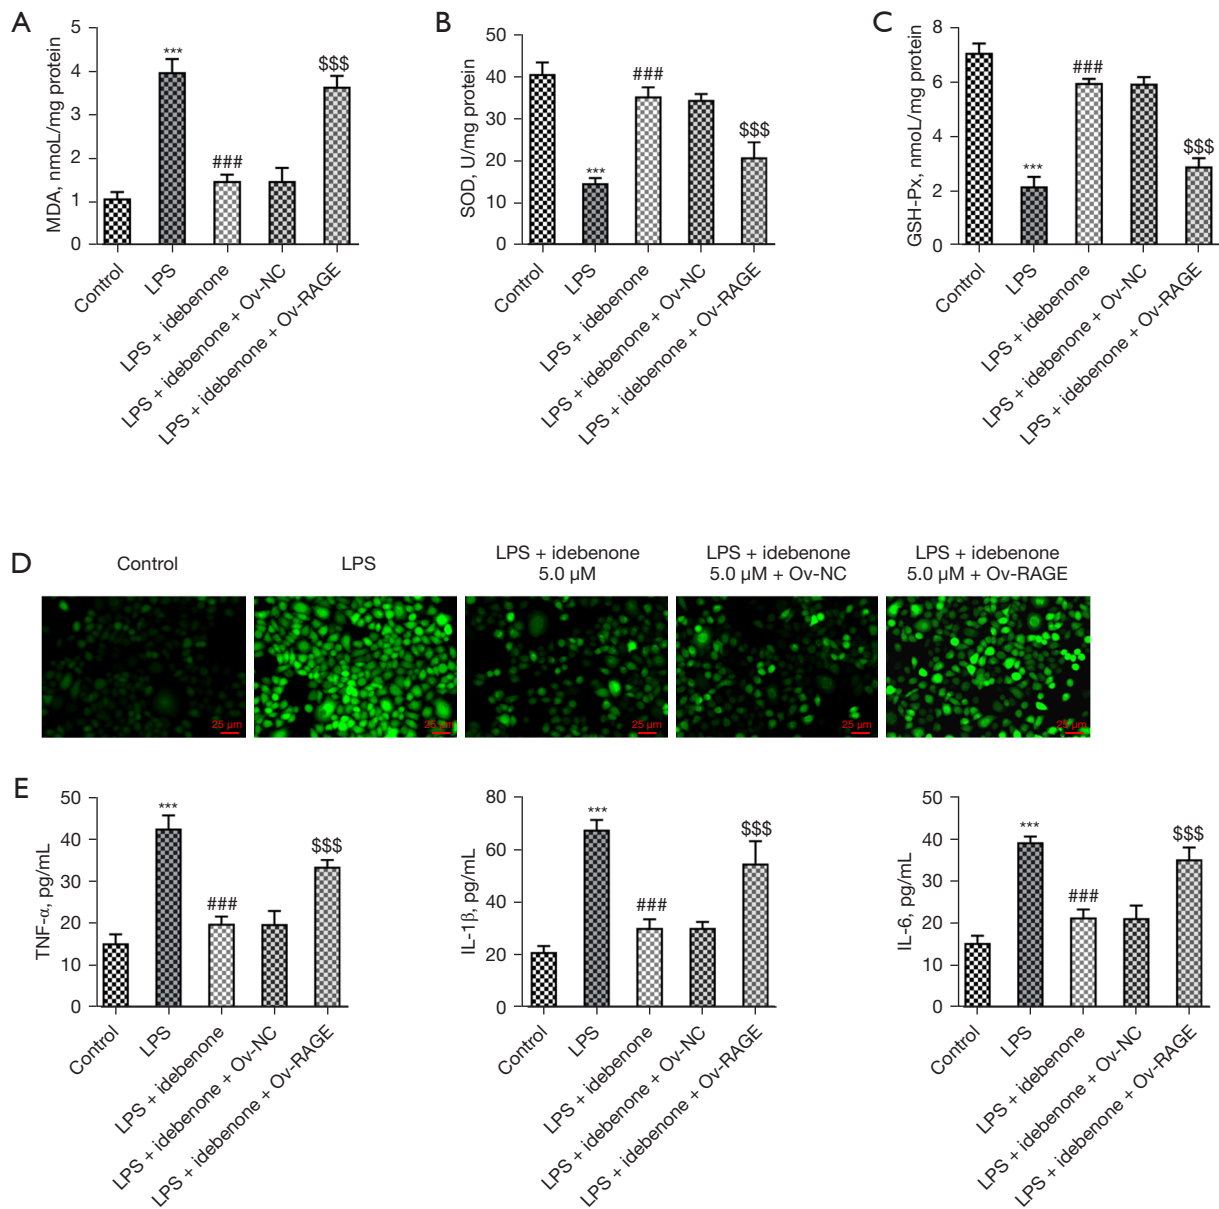 A
MDA, nmoL/mg protein
5
4
3
2
1
0
***
###
$$$
Control
LPS
LPS + idebenone
LPS + idebenone + Ov-NC
LPS + idebenone + Ov-RAGE
B
SOD, U/mg protein
50
40
30
20
10
0
***
###
$$$
Control
LPS
LPS + idebenone
LPS + idebenone + Ov-NC
LPS + idebenone + Ov-RAGE
C
GSH-Px, nmoL/mg protein
8
6
4
2
0
***
###
$$$
Control
LPS
LPS + idebenone
LPS + idebenone + Ov-NC
LPS + idebenone + Ov-RAGE
D
Control
LPS
LPS + idebenone
5.0 μM
LPS + idebenone
5.0 μM + Ov-NC
LPS + idebenone
5.0 μM + Ov-RAGE
25 μm
25 μm
25 μm
25 μm
25 μm
E
TNF-α, pg/mL
50
40
30
20
10
0
***
###
$$$
Control
LPS
LPS + idebenone
LPS + idebenone + Ov-NC
LPS + idebenone + Ov-RAGE
IL-1β, pg/mL
80
60
40
20
0
***
###
$$$
Control
LPS
LPS + idebenone
LPS + idebenone + Ov-NC
LPS + idebenone + Ov-RAGE
IL-6, pg/mL
50
40
30
20
10
0
***
###
$$$
Control
LPS
LPS + idebenone
LPS + idebenone + Ov-NC
LPS + idebenone + Ov-RAGE